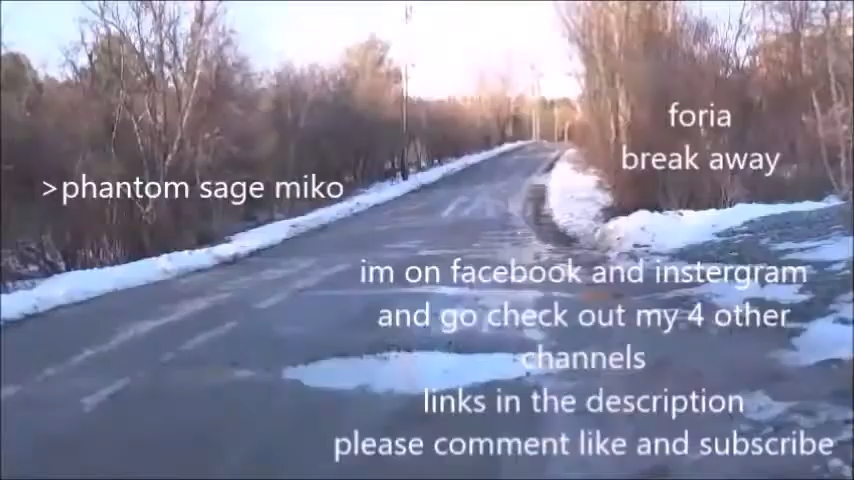 foria
break away
>phantom sage miko
im on facebook and instergram
and go check out my 4 other
channels
links in the description
please comment like and subscribe